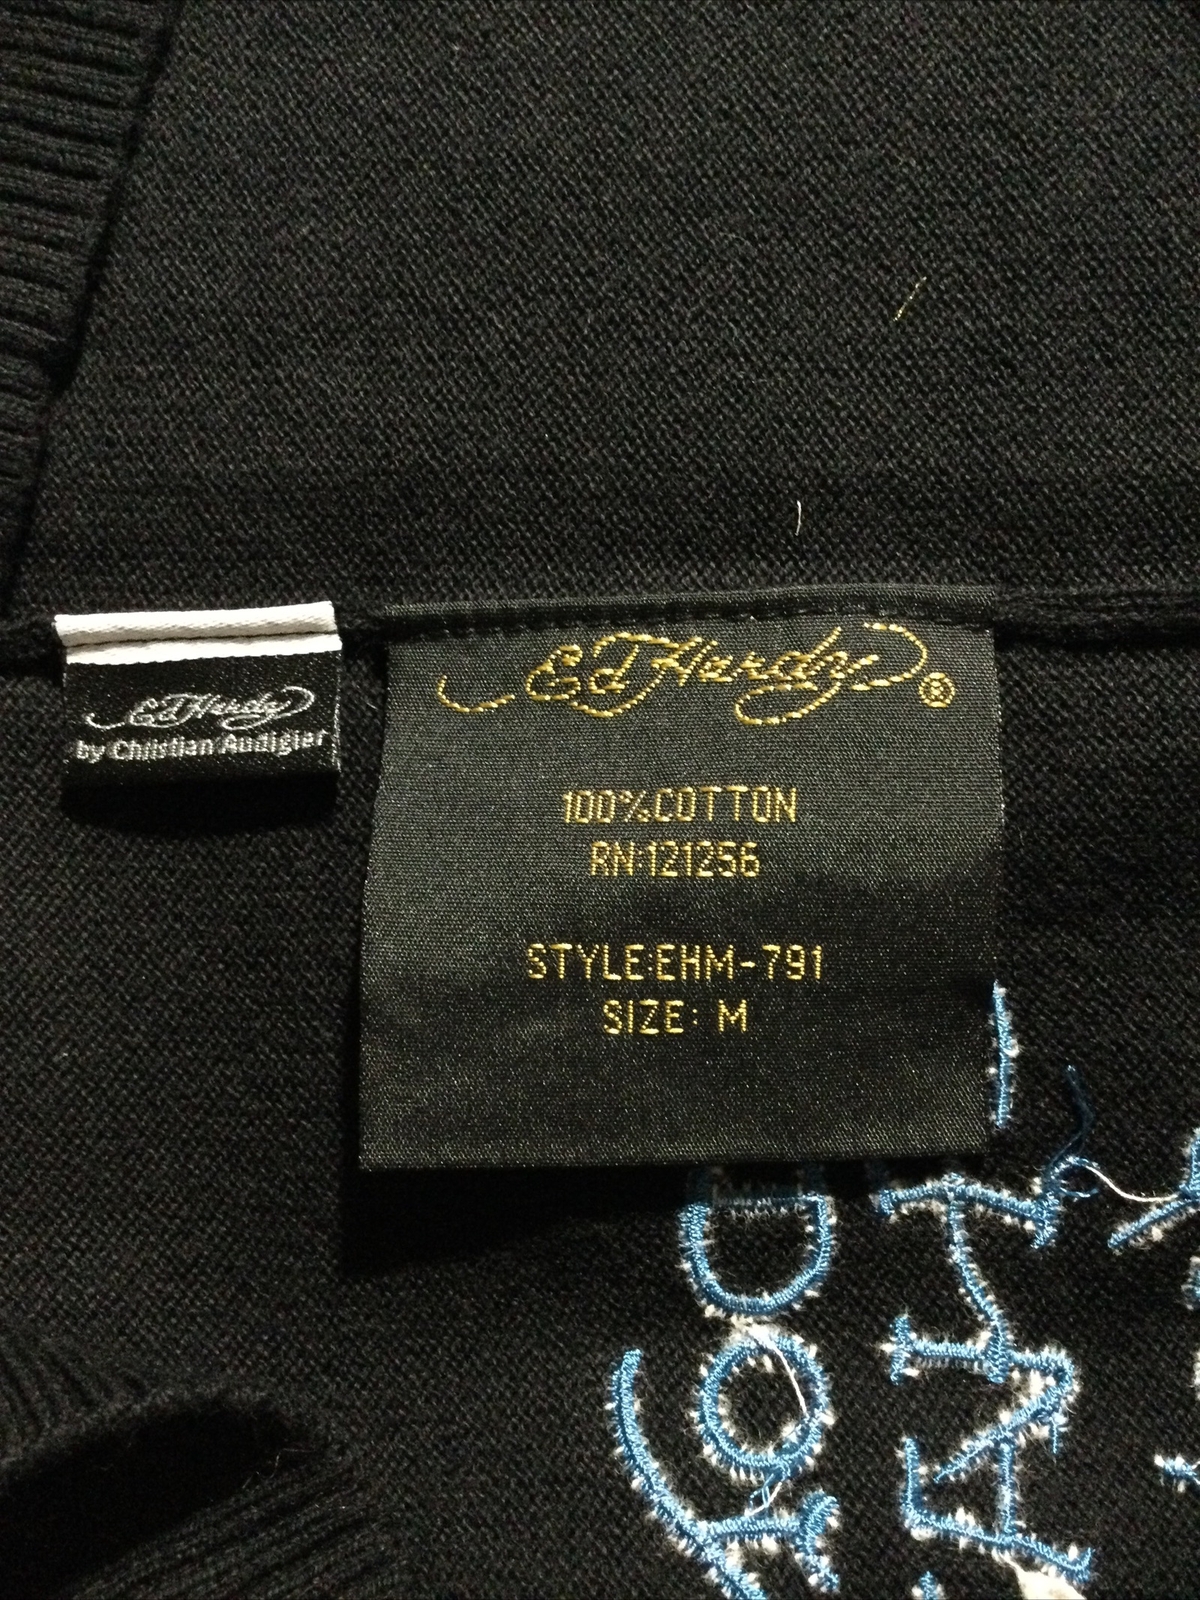 Ed Hardy
by Christian Audigier
Ed Hardy ®
100%COTTON
RN:121256
STYLE:EHM-791
SIZE: M